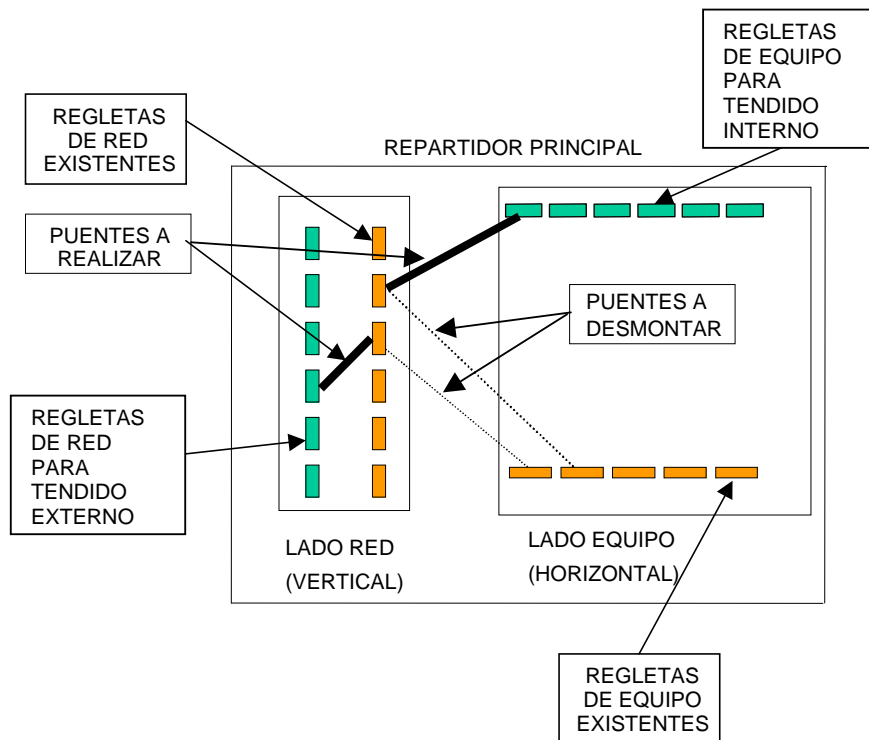 REGLETAS
DE EQUIPO
PARA
TENDIDO
INTERNO
REGLETAS
DE RED
EXISTENTES
REPARTIDOR PRINCIPAL
PUENTES A
REALIZAR
PUENTES A
DESMONTAR
REGLETAS
DE RED
PARA
TENDIDO
EXTERNO
LADO RED
(VERTICAL)
LADO EQUIPO
(HORIZONTAL)
REGLETAS
DE EQUIPO
EXISTENTES